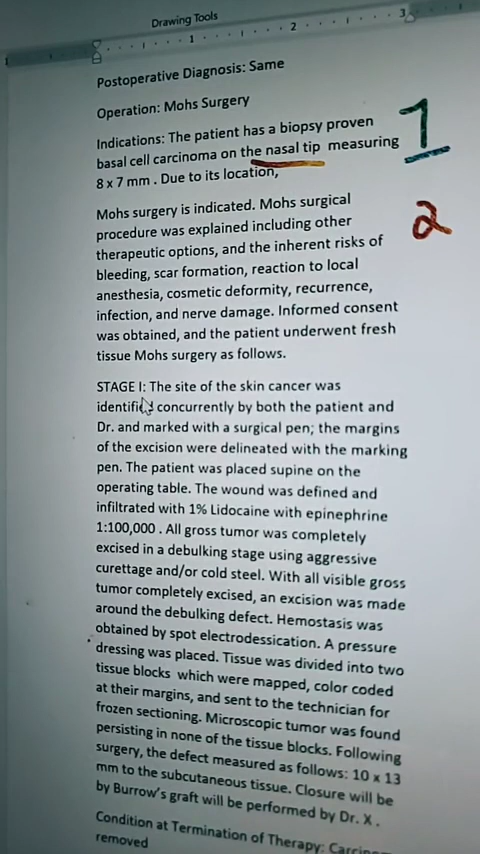 Drawing Tools
1 1 2 3
Postoperative Diagnosis: Same
Operation: Mohs Surgery
Indications: The patient has a biopsy proven
basal cell carcinoma on the nasal tip measuring
8 x 7 mm . Due to its location,
1
Mohs surgery is indicated. Mohs surgical
procedure was explained including other
therapeutic options, and the inherent risks of
bleeding, scar formation, reaction to local
anesthesia, cosmetic deformity, recurrence,
infection, and nerve damage. Informed consent
was obtained, and the patient underwent fresh
tissue Mohs surgery as follows.
2
STAGE I: The site of the skin cancer was
identified concurrently by both the patient and
Dr. and marked with a surgical pen; the margins
of the excision were delineated with the marking
pen. The patient was placed supine on the
operating table. The wound was defined and
infiltrated with 1% Lidocaine with epinephrine
1:100,000 . All gross tumor was completely
excised in a debulking stage using aggressive
curettage and/or cold steel. With all visible gross
tumor completely excised, an excision was made
around the debulking defect. Hemostasis was
obtained by spot electrodessication. A pressure
dressing was placed. Tissue was divided into two
tissue blocks which were mapped, color coded
at their margins, and sent to the technician for
frozen sectioning. Microscopic tumor was found
persisting in none of the tissue blocks. Following
surgery, the defect measured as follows: 10 x 13
mm to the subcutaneous tissue. Closure will be
by Burrow's graft will be performed by Dr. X .
Condition at Termination of Therapy:
removed